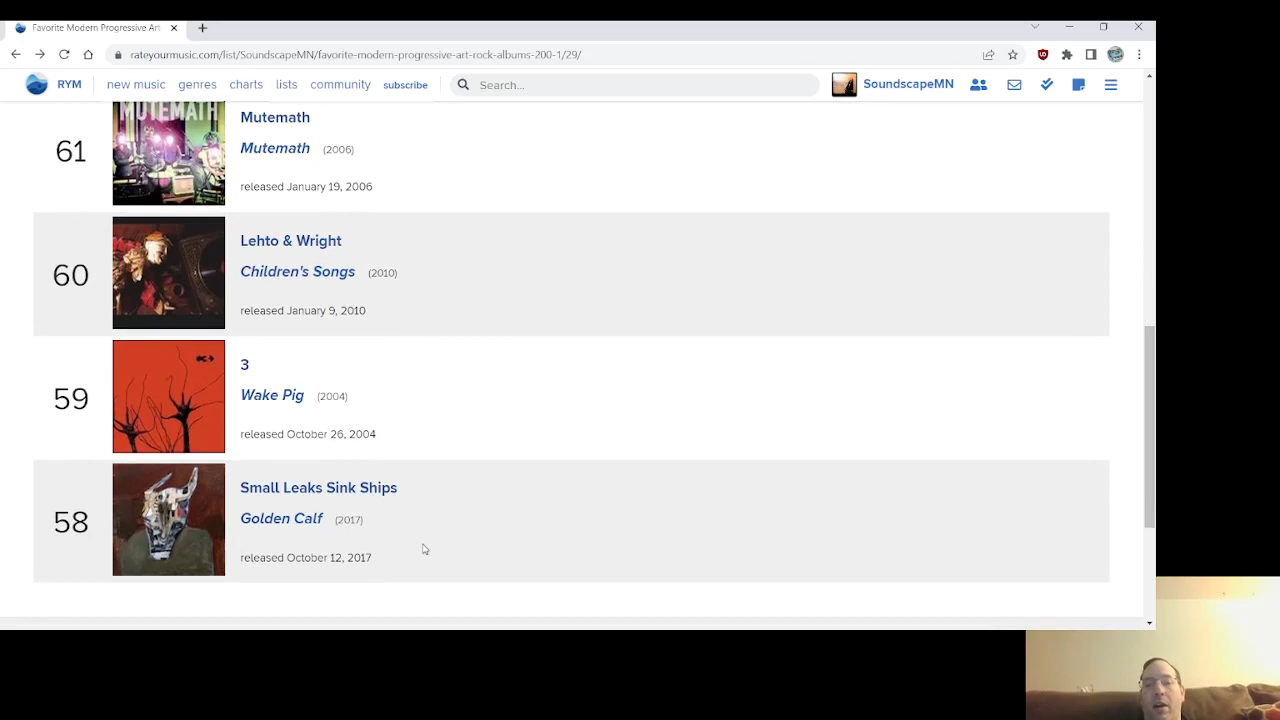 Favorite Modern Progressive Art
rateyourmusic.com/list/SoundscapeMN/favorite-modern-progressive-art-rock-albums-200-1/29/
RYM new music genres charts lists community subscribe Search... SoundscapeMN
MUTEMATH
61
Mutemath
Mutemath (2006)
released January 19, 2006
60
Lehto & Wright
Children's Songs (2010)
released January 9, 2010
59
3
Wake Pig (2004)
released October 26, 2004
58
Small Leaks Sink Ships
Golden Calf (2017)
released October 12, 2017